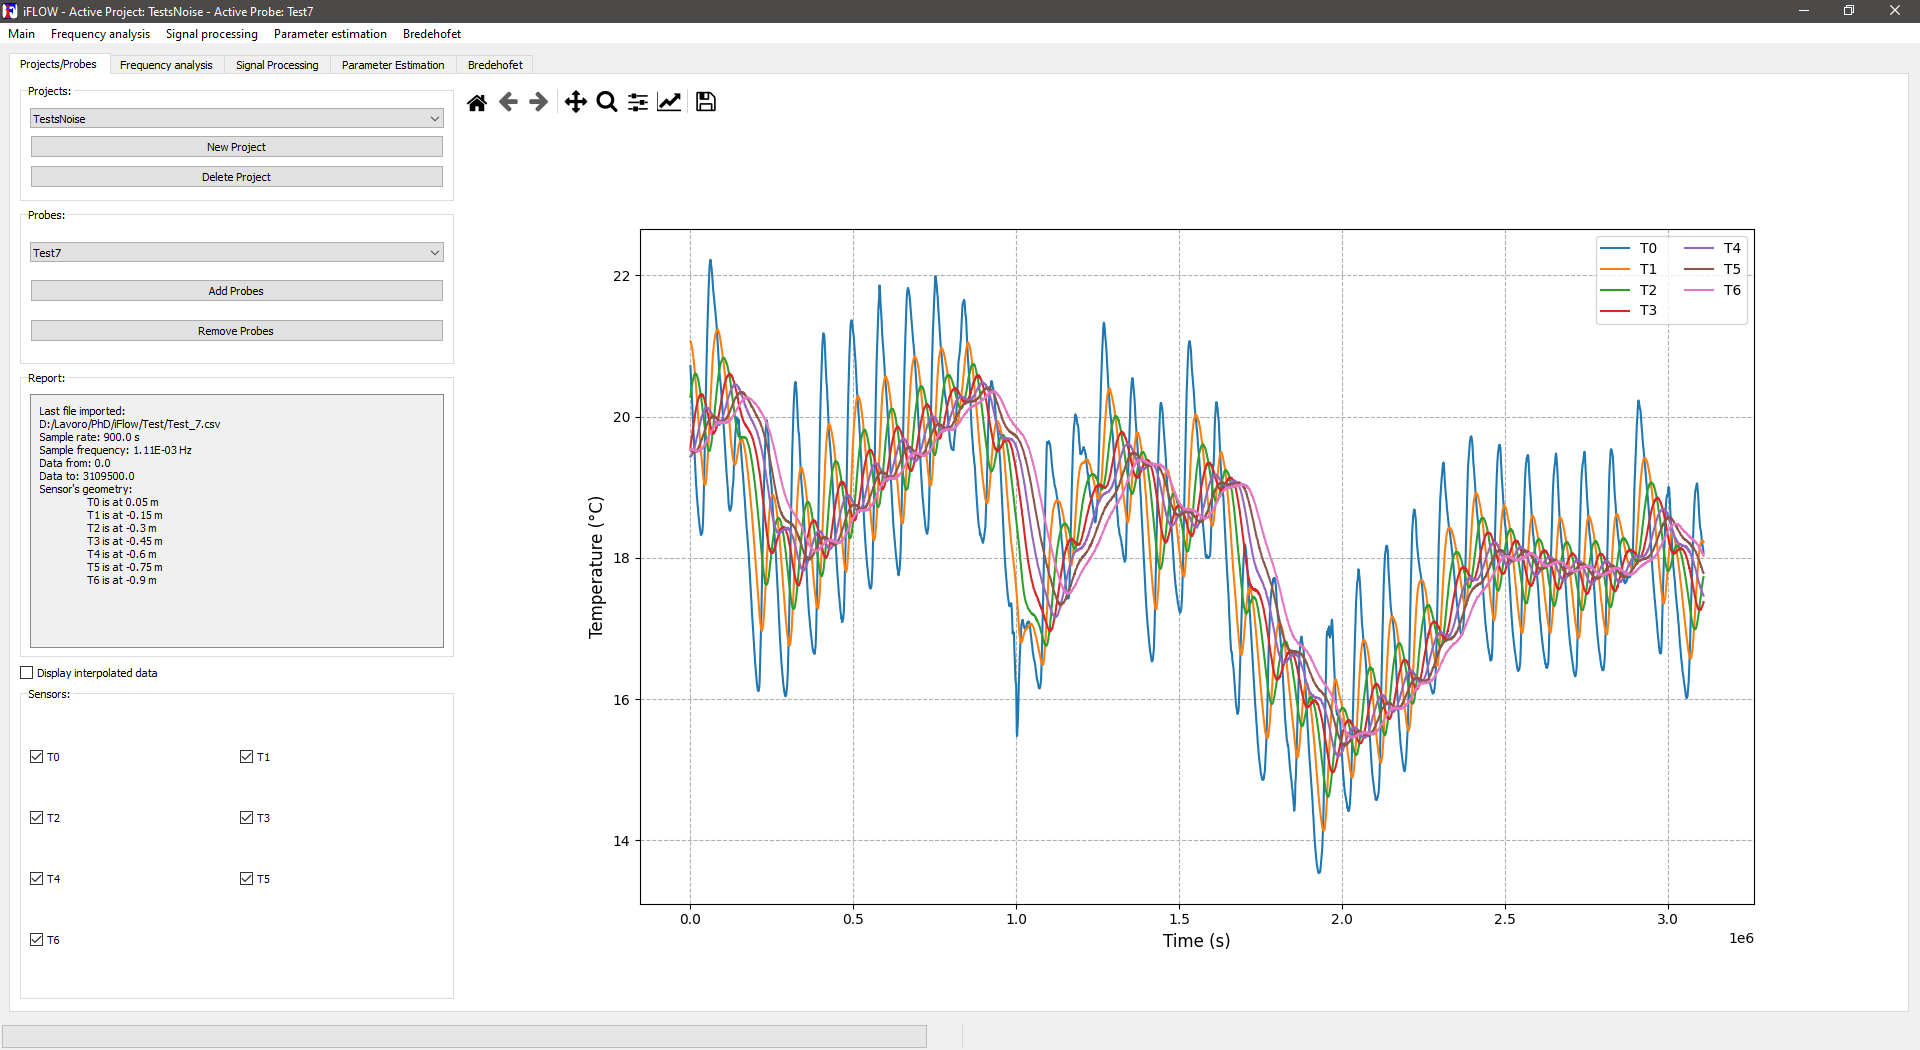 iFLOW - Active Project: TestsNoise - Active Probe: Test7
Main Frequency analysis Signal processing Parameter estimation Bredehofet
Projects/Probes Frequency analysis Signal Processing Parameter Estimation Bredehofet
Projects:
TestsNoise
New Project
Delete Project
Probes:
Test7
Add Probes
Remove Probes
Report:
Last file imported:
D:/Lavoro/PhD/iFlow/Test/Test_7.csv
Sample rate: 900.0 s
Sample frequency: 1.11E-03 Hz
Data from: 0.0
Data to: 3109500.0
Sensor's geometry:
T0 is at 0.05 m
T1 is at -0.15 m
T2 is at -0.3 m
T3 is at -0.45 m
T4 is at -0.6 m
T5 is at -0.75 m
T6 is at -0.9 m
Display interpolated data
Sensors:
T0 T1
T2 T3
T4 T5
T6
Temperature (°C)
22
20
18
16
14
0.0 0.5 1.0 1.5 2.0 2.5 3.0
1e6
Time (s)
T0 T4
T1 T5
T2 T6
T3